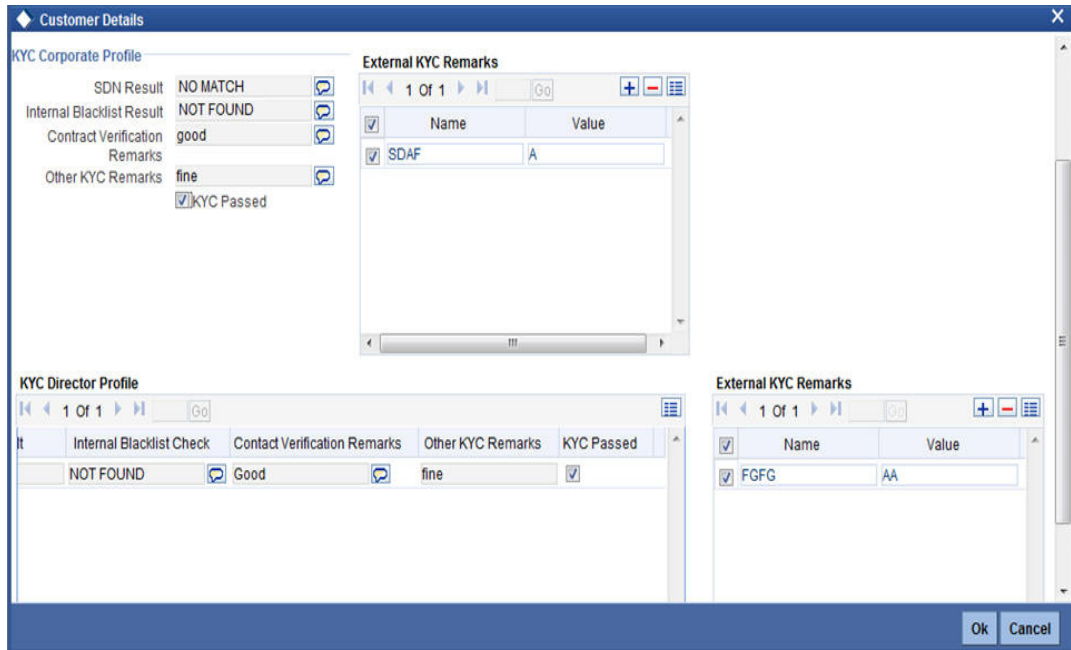 Customer Details
KYC Corporate Profile
SDN Result NO MATCH
Internal Blacklist Result NOT FOUND
Contract Verification Remarks good
Other KYC Remarks fine
KYC Passed
External KYC Remarks
1 Of 1 Go
Name Value
SDAF A
KYC Director Profile
1 Of 1 Go
lt Internal Blacklist Check Contact Verification Remarks Other KYC Remarks KYC Passed
NOT FOUND Good fine
External KYC Remarks
1 Of 1 Go
Name Value
FGFG AA
Ok Cancel